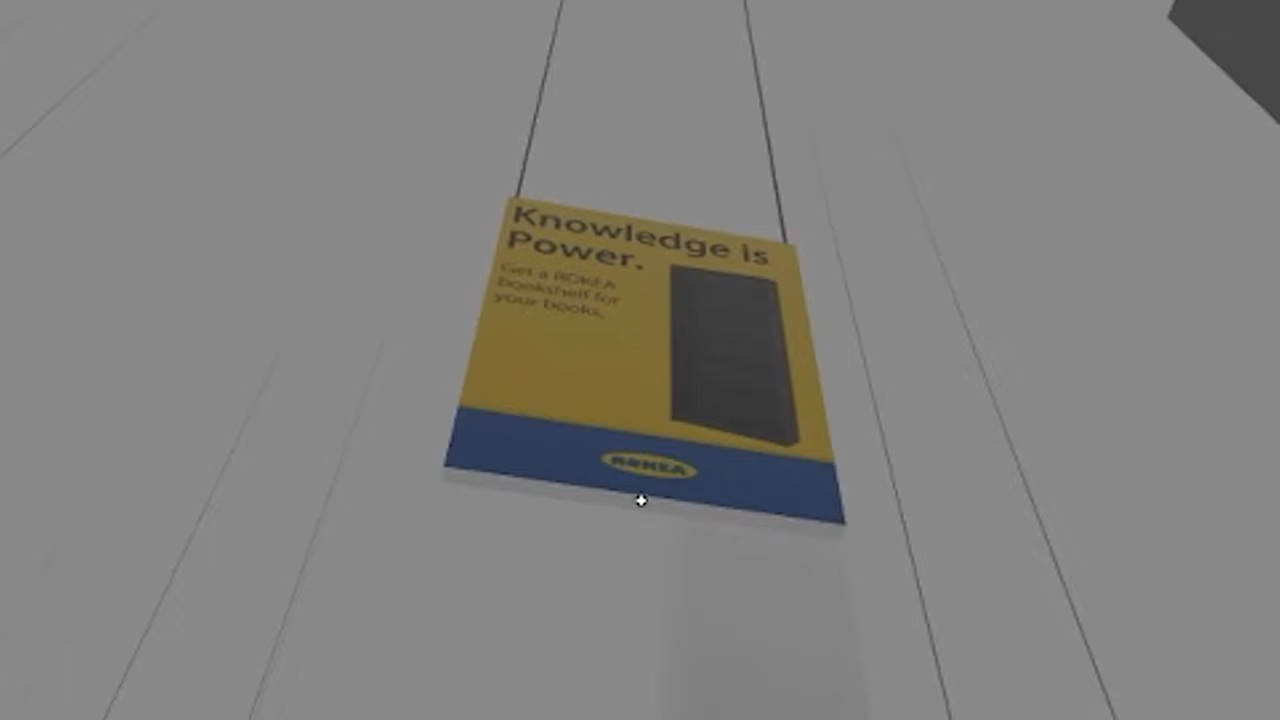 Knowledge is
Power.
Get a ROKEA
bookshelf for
your books.
ROKEA